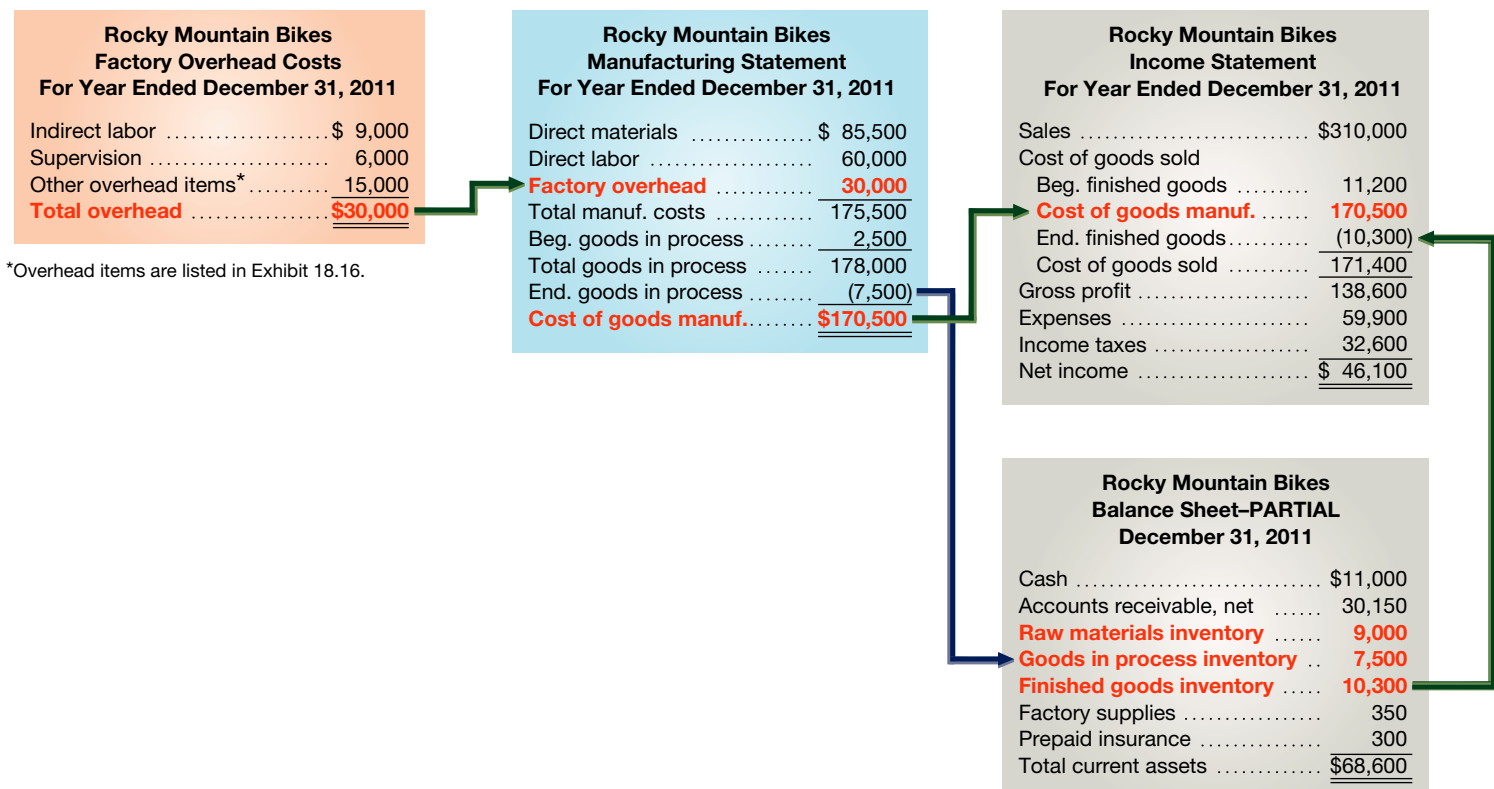 Rocky Mountain Bikes
Factory Overhead Costs
For Year Ended December 31, 2011
Indirect labor ................... $ 9,000
Supervision ...................... 6,000
Other overhead items* .......... 15,000
Total overhead ................. $30,000
*Overhead items are listed in Exhibit 18.16.
Rocky Mountain Bikes
Manufacturing Statement
For Year Ended December 31, 2011
Direct materials ............... $ 85,500
Direct labor .................... 60,000
Factory overhead ............ 30,000
Total manuf. costs ............ 175,500
Beg. goods in process ........ 2,500
Total goods in process ...... 178,000
End. goods in process ........ (7,500)
Cost of goods manuf. ........ $170,500
Rocky Mountain Bikes
Income Statement
For Year Ended December 31, 2011
Sales ............................ $310,000
Cost of goods sold
Beg. finished goods ......... 11,200
Cost of goods manuf. ...... 170,500
End. finished goods .......... (10,300)
Cost of goods sold .......... 171,400
Gross profit ...................... 138,600
Expenses ........................ 59,900
Income taxes .................... 32,600
Net income ...................... $ 46,100
Rocky Mountain Bikes
Balance Sheet–PARTIAL
December 31, 2011
Cash .............................. $11,000
Accounts receivable, net ...... 30,150
Raw materials inventory ...... 9,000
Goods in process inventory .. 7,500
Finished goods inventory ..... 10,300
Factory supplies ................. 350
Prepaid insurance ............... 300
Total current assets ............. $68,600